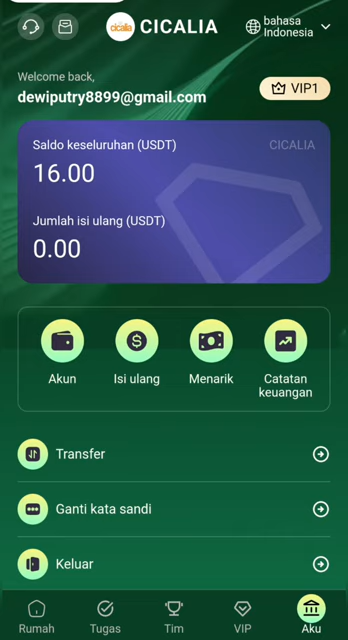 cicalia
CICALIA
bahasa
Indonesia
Welcome back,
dewiputry8899@gmail.com
VIP1
Saldo keseluruhan (USDT)
CICALIA
16.00
Jumlah isi ulang (USDT)
0.00
Akun
Isi ulang
Menarik
Catatan
keuangan
Transfer
Ganti kata sandi
Keluar
Rumah
Tugas
Tim
VIP
Aku